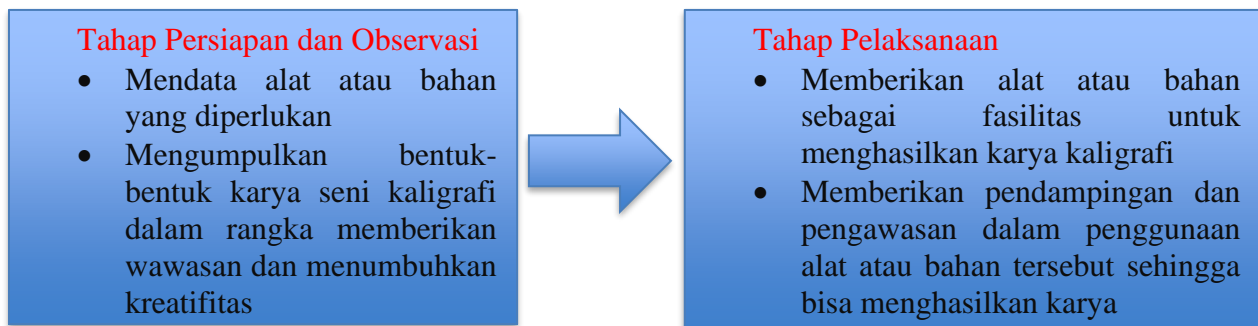 Tahap Persiapan dan Observasi
• Mendata alat atau bahan
yang diperlukan
• Mengumpulkan bentuk-
bentuk karya seni kaligrafi
dalam rangka memberikan
wawasan dan menumbuhkan
kreatifitas
Tahap Pelaksanaan
• Memberikan alat atau bahan
sebagai fasilitas untuk
menghasilkan karya kaligrafi
• Memberikan pendampingan dan
pengawasan dalam penggunaan
alat atau bahan tersebut sehingga
bisa menghasilkan karya